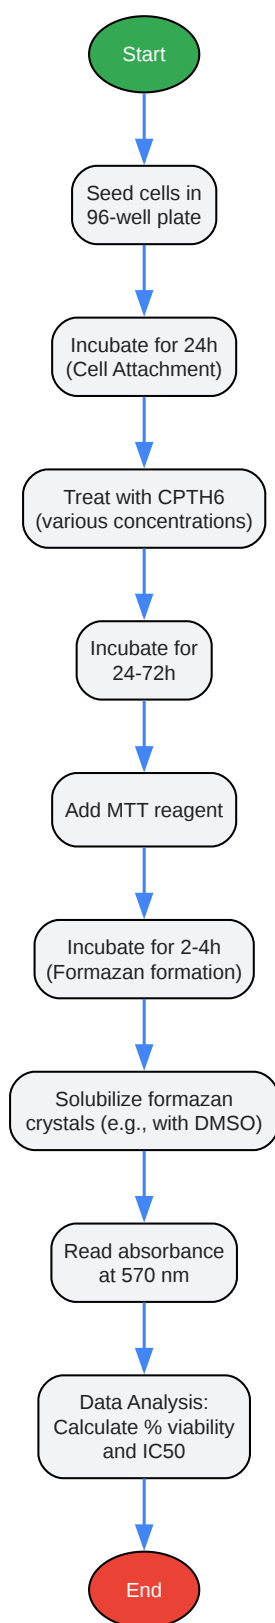 Start
Seed cells in
96-well plate
Incubate for 24h
(Cell Attachment)
Treat with CPTH6
(various concentrations)
Incubate for
24-72h
Add MTT reagent
Incubate for 2-4h
(Formazan formation)
Solubilize formazan
crystals (e.g., with DMSO)
Read absorbance
at 570 nm
Data Analysis:
Calculate % viability
and IC50
End